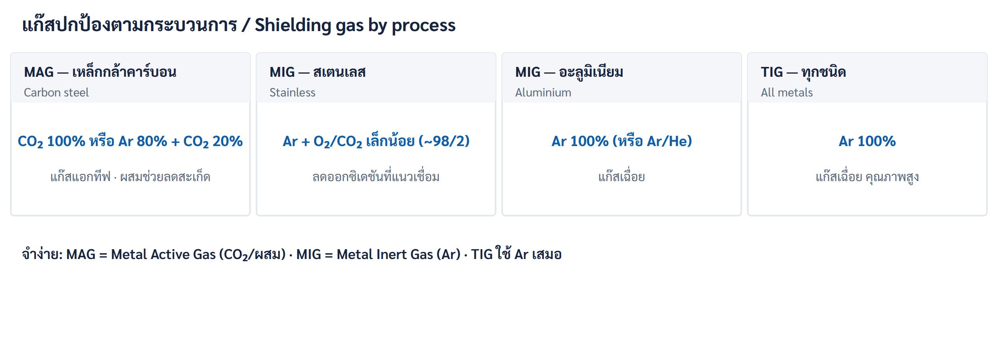 แก๊สปกป้องตามกระบวนการ / Shielding gas by process
MAG — เหล็กกล้าคาร์บอน
Carbon steel
CO₂ 100% หรือ Ar 80% + CO₂ 20%
แก๊สแอกทีฟ · ผสมช่วยลดสะเก็ด
MIG — สเตนเลส
Stainless
Ar + O₂/CO₂ เล็กน้อย (~98/2)
ลดออกซิเดชันที่แนวเชื่อม
MIG — อะลูมิเนียม
Aluminium
Ar 100% (หรือ Ar/He)
แก๊สเฉื่อย
TIG — ทุกชนิด
All metals
Ar 100%
แก๊สเฉื่อย คุณภาพสูง
จำง่าย: MAG = Metal Active Gas (CO₂/ผสม) · MIG = Metal Inert Gas (Ar) · TIG ใช้ Ar เสมอ